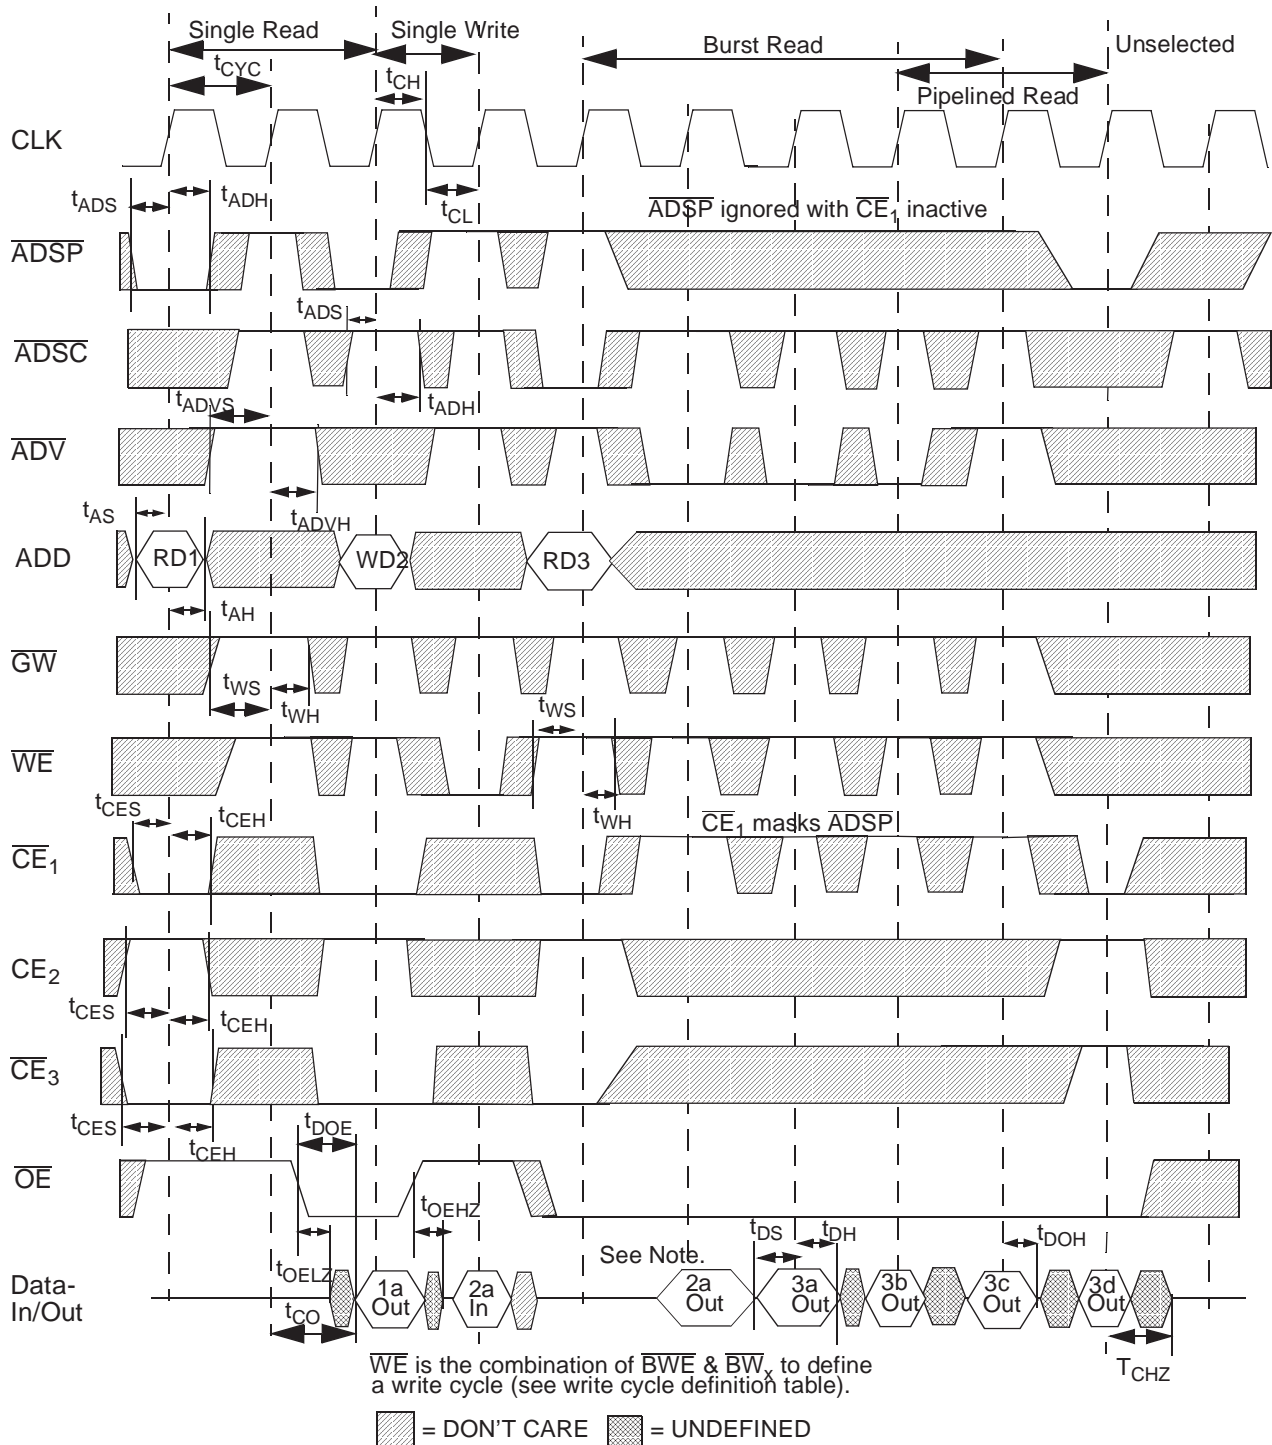 Single Read Single Write Burst Read Unselected
tCYC tCH Pipelined Read
CLK
tADS tADH tCL ADSP ignored with CE1 inactive
ADSP
tADS
ADSC
tADVS tADH
ADV
tAS tADVH
ADD RD1 WD2 RD3
tAH
GW
tWS tWH tWS
WE
tCES tCEH tWH CE1 masks ADSP
CE1
CE2
tCES tCEH
CE3
tCES tCEH tDOE
OE
tOEHZ tDS tDH tDOH
tOELZ See Note.
Data-In/Out 1a Out 2a In 2a Out 3a Out 3b Out 3c Out 3d Out
tCO
TCHZ
WE is the combination of BWE & BWx to define
a write cycle (see write cycle definition table).
= DON'T CARE = UNDEFINED